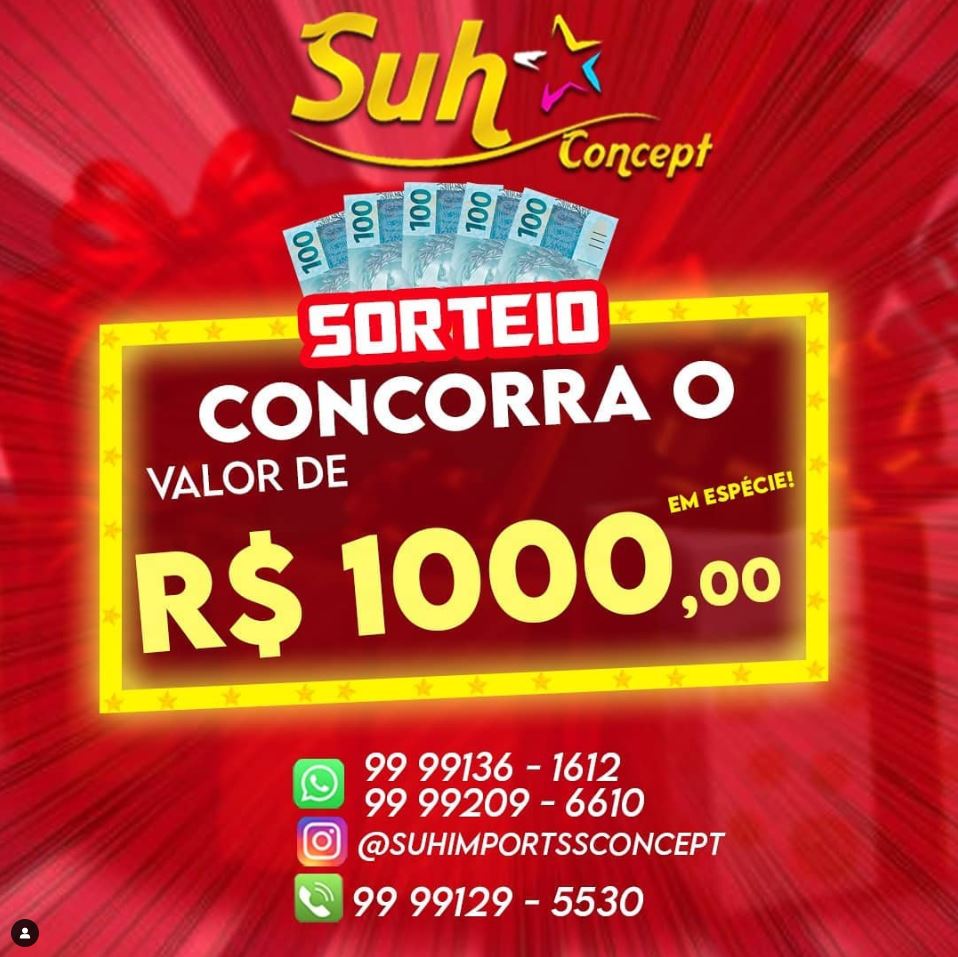 Suh
Concept
100 100 100 100 100
SORTEIO
CONCORRA O
VALOR DE
EM ESPÉCIE!
R$ 1000,00
99 99136 - 1612
99 99209 - 6610
@SUHIMPORTSSCONCEPT
99 99129 - 5530